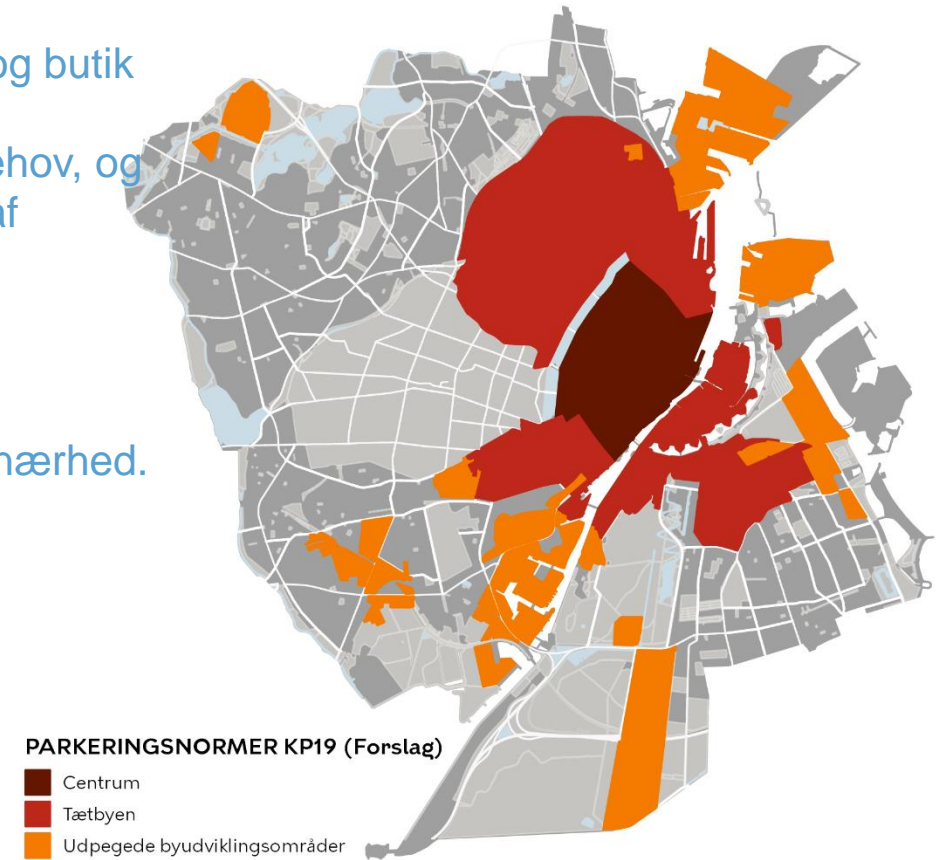 og butik
ehov, og
af
nærhed.
PARKERINGSNORMER KP19 (Forslag)
Centrum
Tætbyen
Udpegede byudviklingsområder